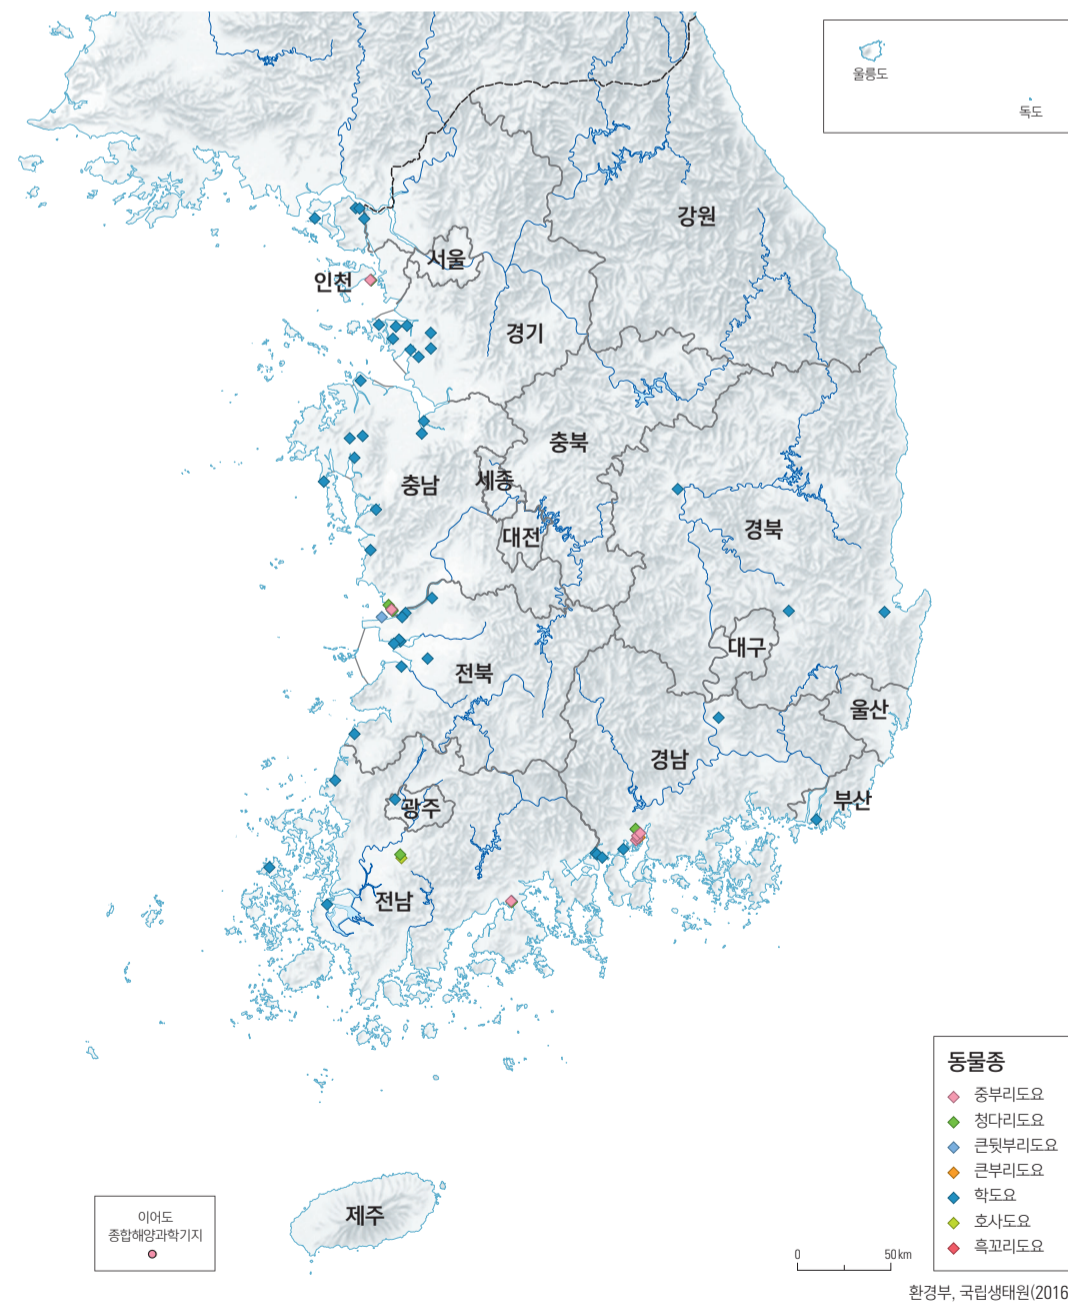 울릉도
독도
강원
서울
인천
경기
충북
충남
세종
대전
경북
대구
전북
울산
경남
부산
광주
전남
제주
이어도
종합해양과학기지
0
50 km
동물종
중부리도요
청다리도요
큰뒷부리도요
큰부리도요
학도요
호사도요
흑꼬리도요
환경부, 국립생태원(2016